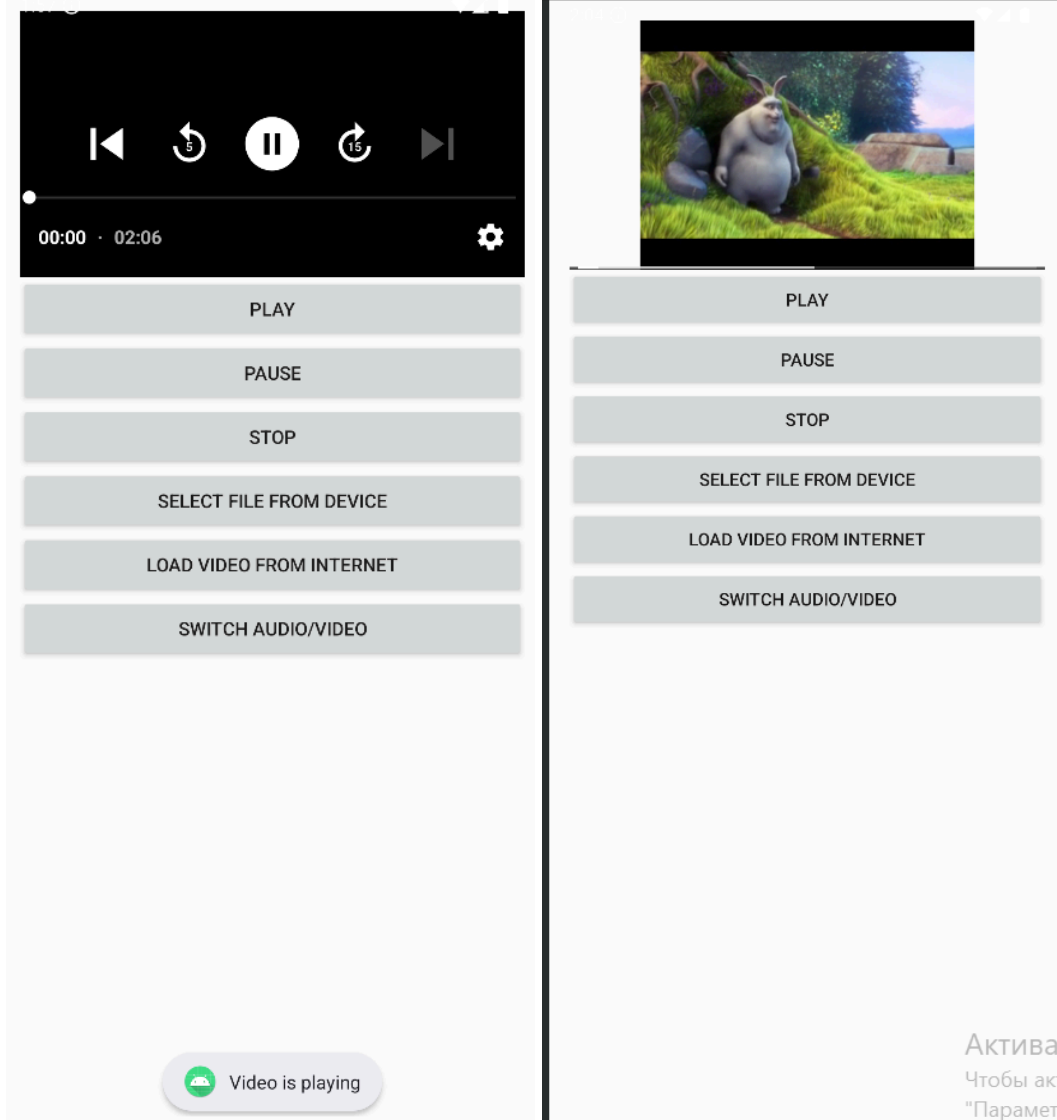 5
15
00:00 · 02:06
PLAY
PAUSE
STOP
SELECT FILE FROM DEVICE
LOAD VIDEO FROM INTERNET
SWITCH AUDIO/VIDEO
Video is playing
PLAY
PAUSE
STOP
SELECT FILE FROM DEVICE
LOAD VIDEO FROM INTERNET
SWITCH AUDIO/VIDEO
Актива
Чтобы ак
"Парамет